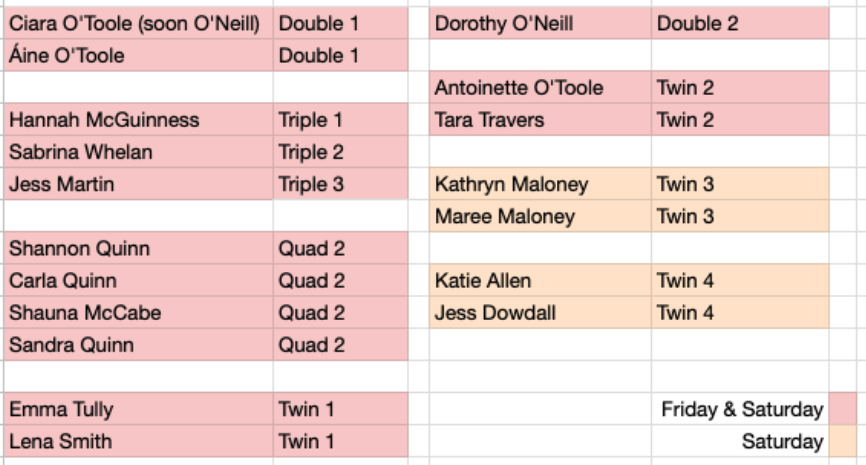 Ciara O'Toole (soon O'Neill) Double 1
Áine O'Toole Double 1
Hannah McGuinness Triple 1
Sabrina Whelan Triple 2
Jess Martin Triple 3
Shannon Quinn Quad 2
Carla Quinn Quad 2
Shauna McCabe Quad 2
Sandra Quinn Quad 2
Emma Tully Twin 1
Lena Smith Twin 1
Dorothy O'Neill Double 2
Antoinette O'Toole Twin 2
Tara Travers Twin 2
Kathryn Maloney Twin 3
Maree Maloney Twin 3
Katie Allen Twin 4
Jess Dowdall Twin 4
Friday & Saturday
Saturday